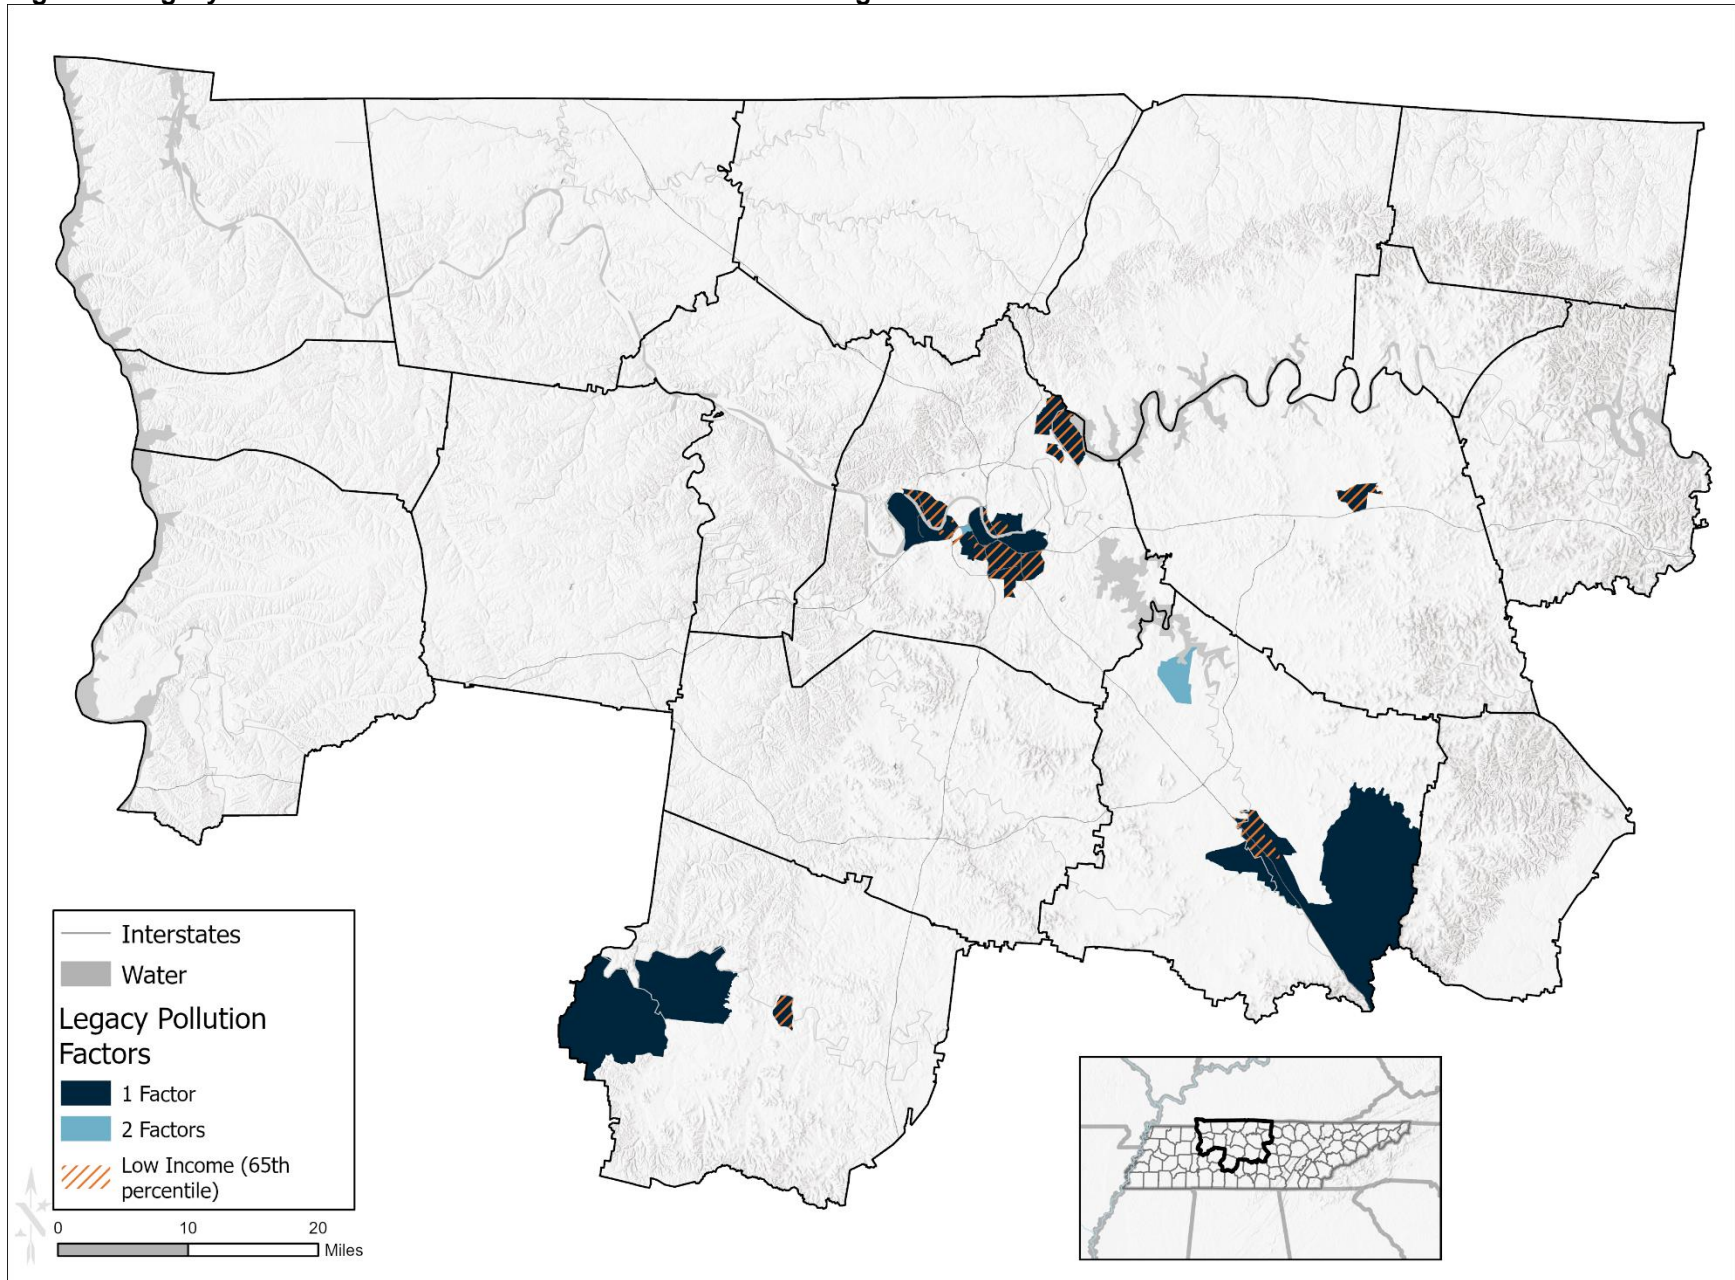 Interstates
Water
Legacy Pollution
Factors
1 Factor
2 Factors
Low Income (65th
percentile)
0 10 20
Miles